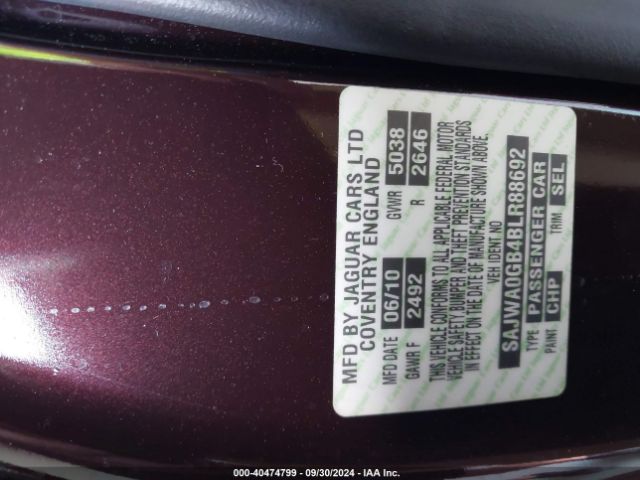 MFD BY JAGUAR CARS LTD
COVENTRY ENGLAND
MFD DATE 06/10 GVWR 5038
GAWR F 2492 R 2646
THIS VEHICLE CONFORMS TO ALL APPLICABLE FEDERAL MOTOR
VEHICLE SAFETY, BUMPER AND THEFT PREVENTION STANDARDS
IN EFFECT ON THE DATE OF MANUFACTURE SHOWN ABOVE.
VEH IDENT NO
SAJWA0GB4BLR88692
TYPE PASSENGER CAR
PAINT CHP TRIM SEL
000-40474799 - 09/30/2024 - IAA Inc.